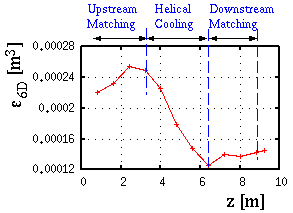 Upstream Helical Downstream
Matching Cooling Matching
0.00028
0.00024
0.0002
0.00016
0.00012
ε6D [m³]
0 2 4 6 8 10
z [m]